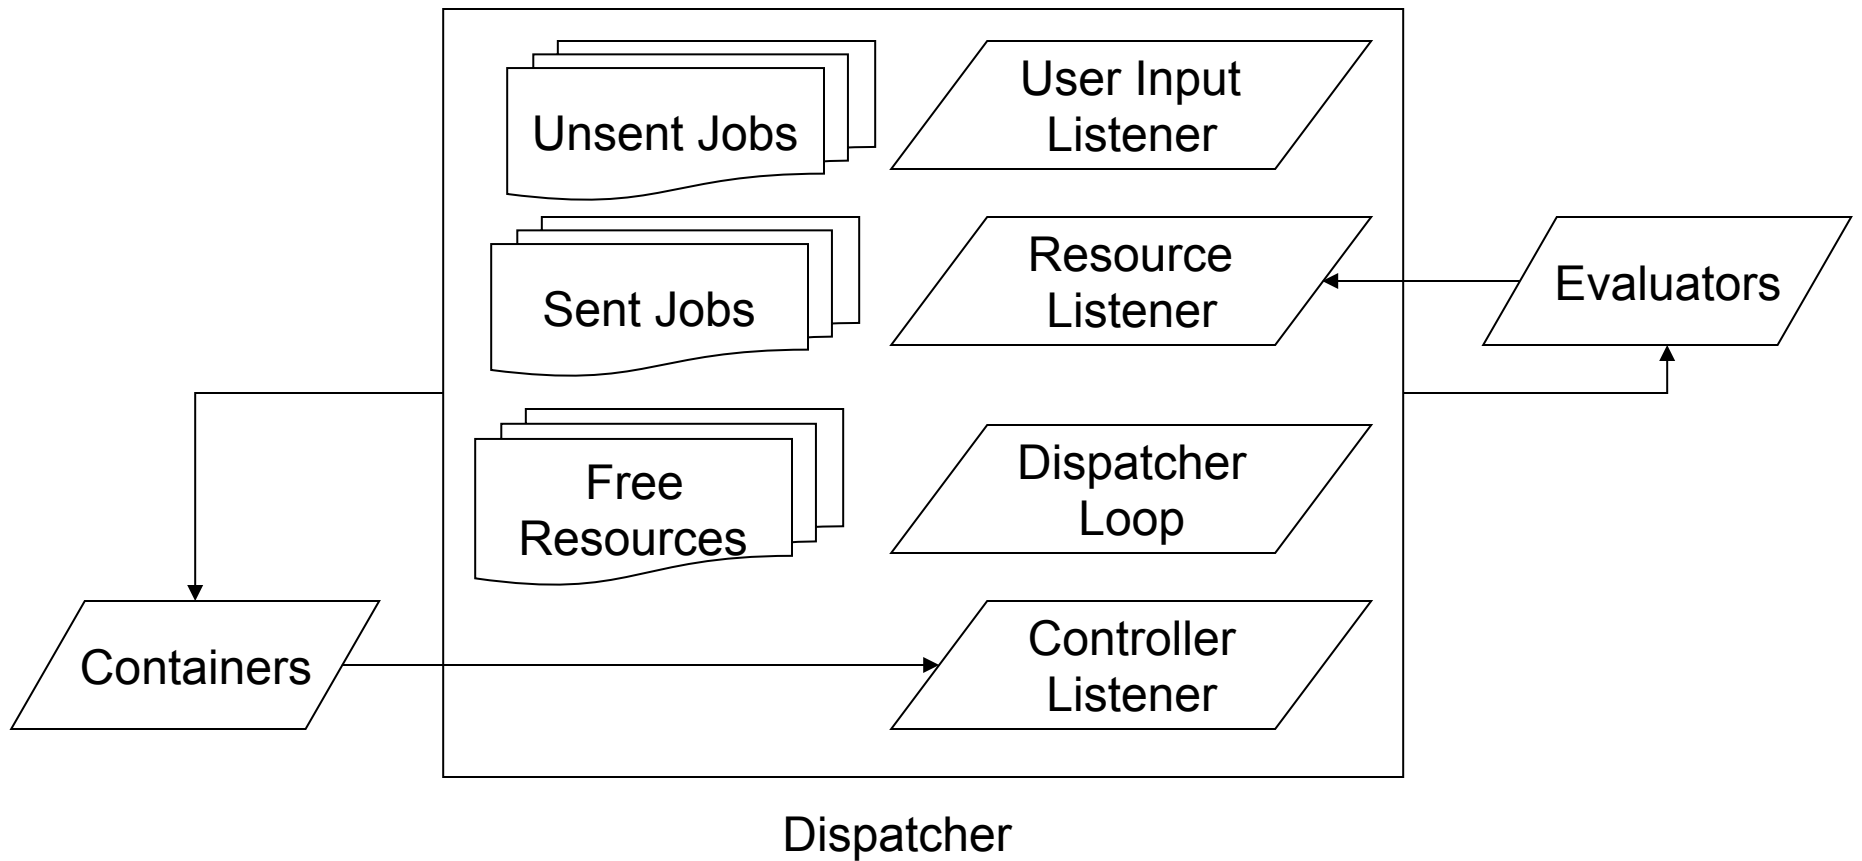 Unsent Jobs
User Input
Listener
Sent Jobs
Resource
Listener
Evaluators
Free
Resources
Dispatcher
Loop
Containers
Controller
Listener
Dispatcher